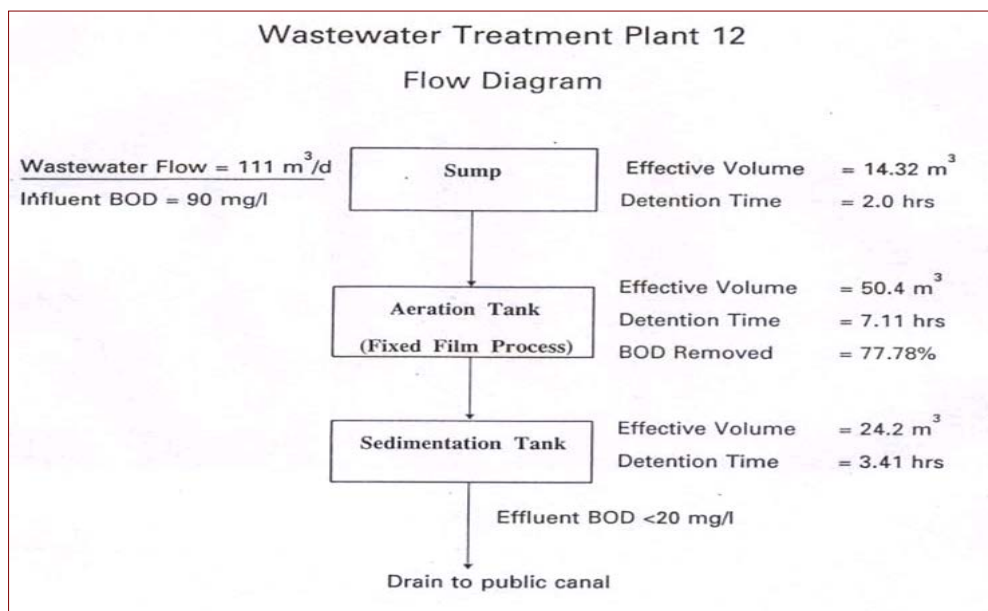 Wastewater Treatment Plant 12
Flow Diagram
Wastewater Flow = 111 m³/d
Influent BOD = 90 mg/l
Sump
Effective Volume = 14.32 m³
Detention Time = 2.0 hrs
Aeration Tank
(Fixed Film Process)
Effective Volume = 50.4 m³
Detention Time = 7.11 hrs
BOD Removed = 77.78%
Sedimentation Tank
Effective Volume = 24.2 m³
Detention Time = 3.41 hrs
Effluent BOD <20 mg/l
Drain to public canal